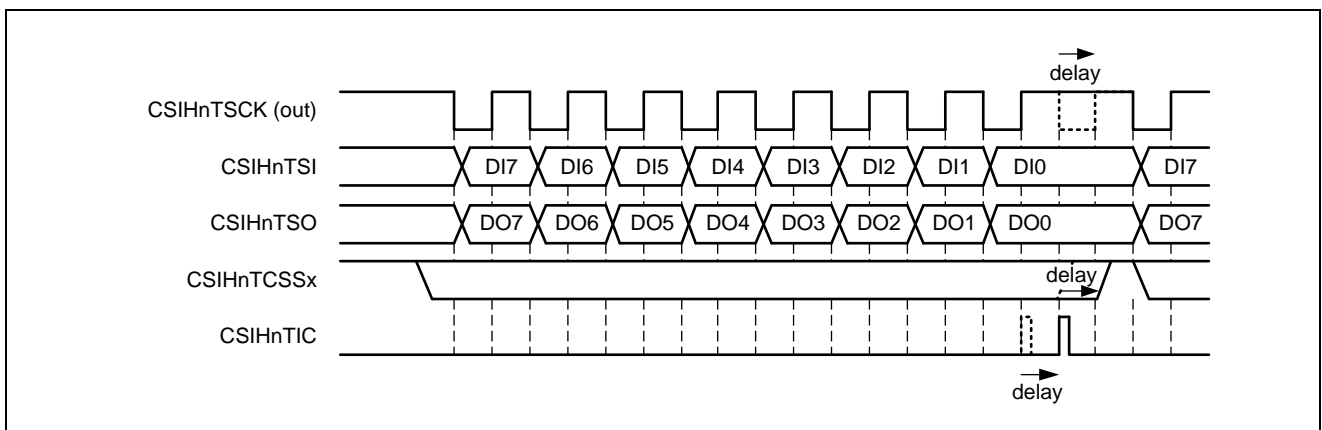 delay
CSIHnTSCK (out)
CSIHnTSI DI7 DI6 DI5 DI4 DI3 DI2 DI1 DI0 DI7
CSIHnTSO DO7 DO6 DO5 DO4 DO3 DO2 DO1 DO0 DO7
CSIHnTCSSx delay
CSIHnTIC
delay